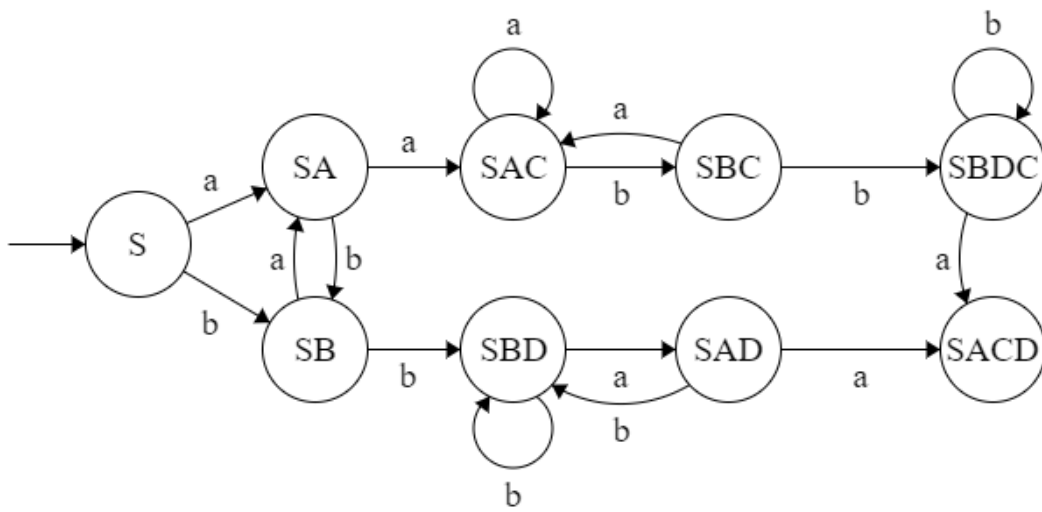 a b
a
SA a SAC SBC SBDC
a b b
S a b a
b SB SBD SAD SACD
b a a
b
b